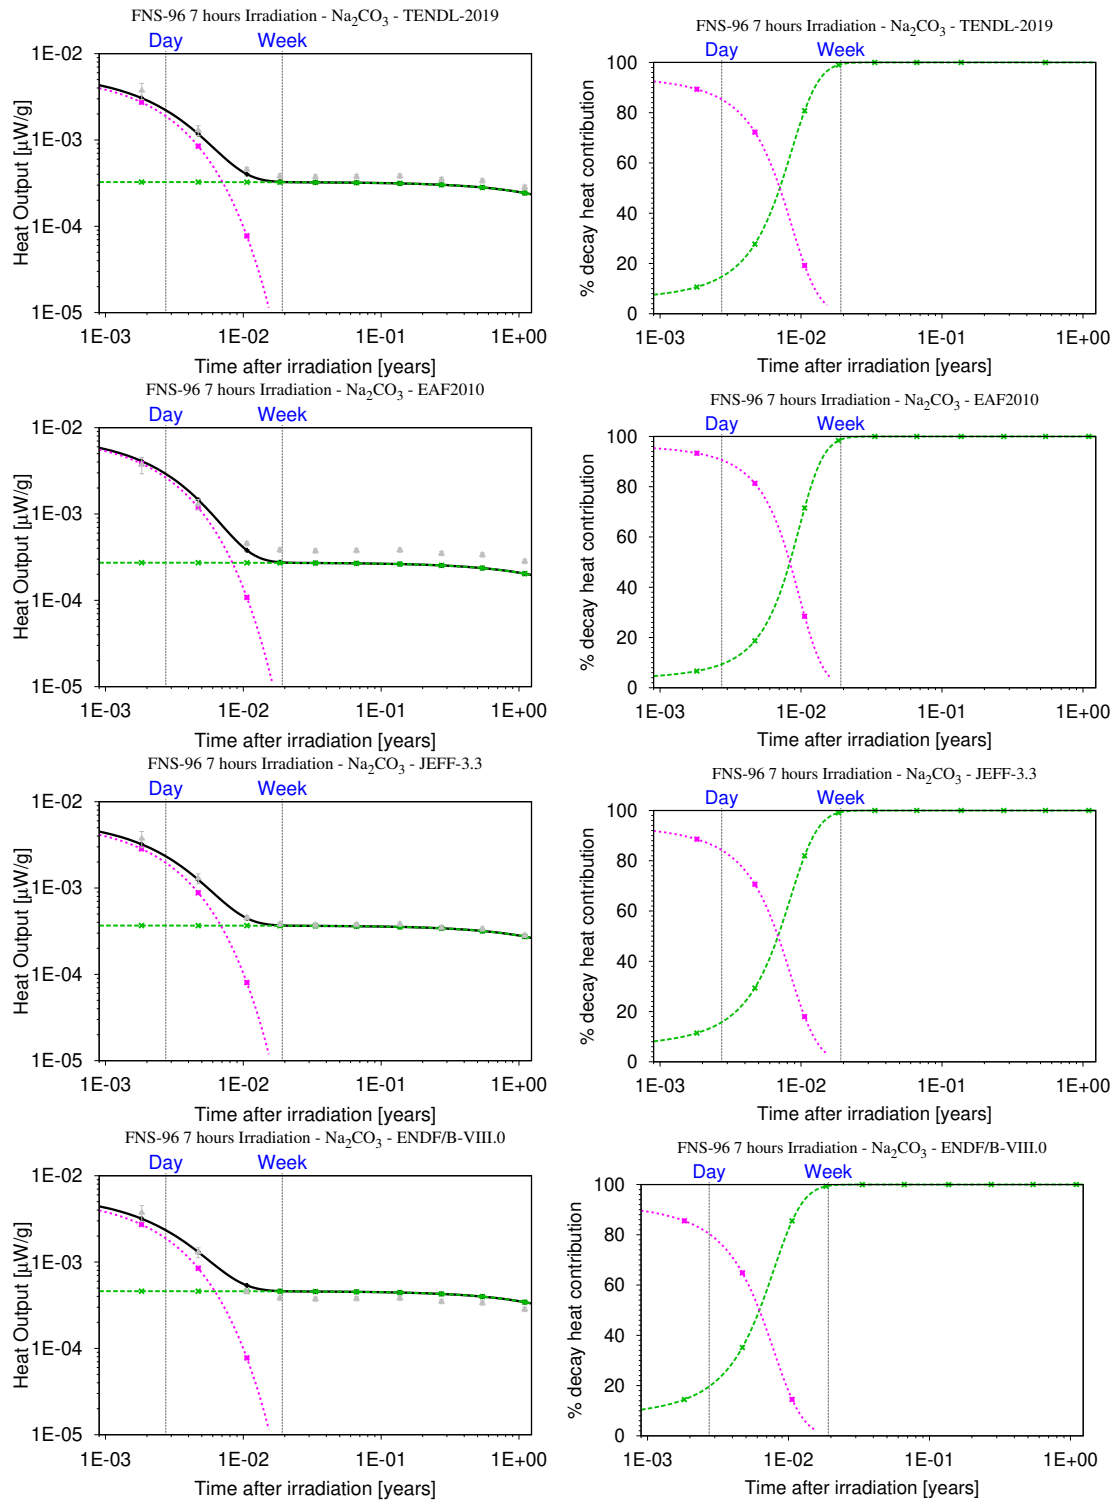 FNS-96 7 hours Irradiation - Na2CO3 - TENDL-2019
Day Week
1E-02
1E-03
1E-04
1E-05
Heat Output [µW/g]
1E-03 1E-02 1E-01 1E+00
Time after irradiation [years]
FNS-96 7 hours Irradiation - Na2CO3 - TENDL-2019
Day Week
100
80
60
40
20
0
% decay heat contribution
1E-03 1E-02 1E-01 1E+00
Time after irradiation [years]
FNS-96 7 hours Irradiation - Na2CO3 - EAF2010
Day Week
1E-02
1E-03
1E-04
1E-05
Heat Output [µW/g]
1E-03 1E-02 1E-01 1E+00
Time after irradiation [years]
FNS-96 7 hours Irradiation - Na2CO3 - EAF2010
Day Week
100
80
60
40
20
0
% decay heat contribution
1E-03 1E-02 1E-01 1E+00
Time after irradiation [years]
FNS-96 7 hours Irradiation - Na2CO3 - JEFF-3.3
Day Week
1E-02
1E-03
1E-04
1E-05
Heat Output [µW/g]
1E-03 1E-02 1E-01 1E+00
Time after irradiation [years]
FNS-96 7 hours Irradiation - Na2CO3 - JEFF-3.3
Day Week
100
80
60
40
20
0
% decay heat contribution
1E-03 1E-02 1E-01 1E+00
Time after irradiation [years]
FNS-96 7 hours Irradiation - Na2CO3 - ENDF/B-VIII.0
Day Week
1E-02
1E-03
1E-04
1E-05
Heat Output [µW/g]
1E-03 1E-02 1E-01 1E+00
Time after irradiation [years]
FNS-96 7 hours Irradiation - Na2CO3 - ENDF/B-VIII.0
Day Week
100
80
60
40
20
0
% decay heat contribution
1E-03 1E-02 1E-01 1E+00
Time after irradiation [years]